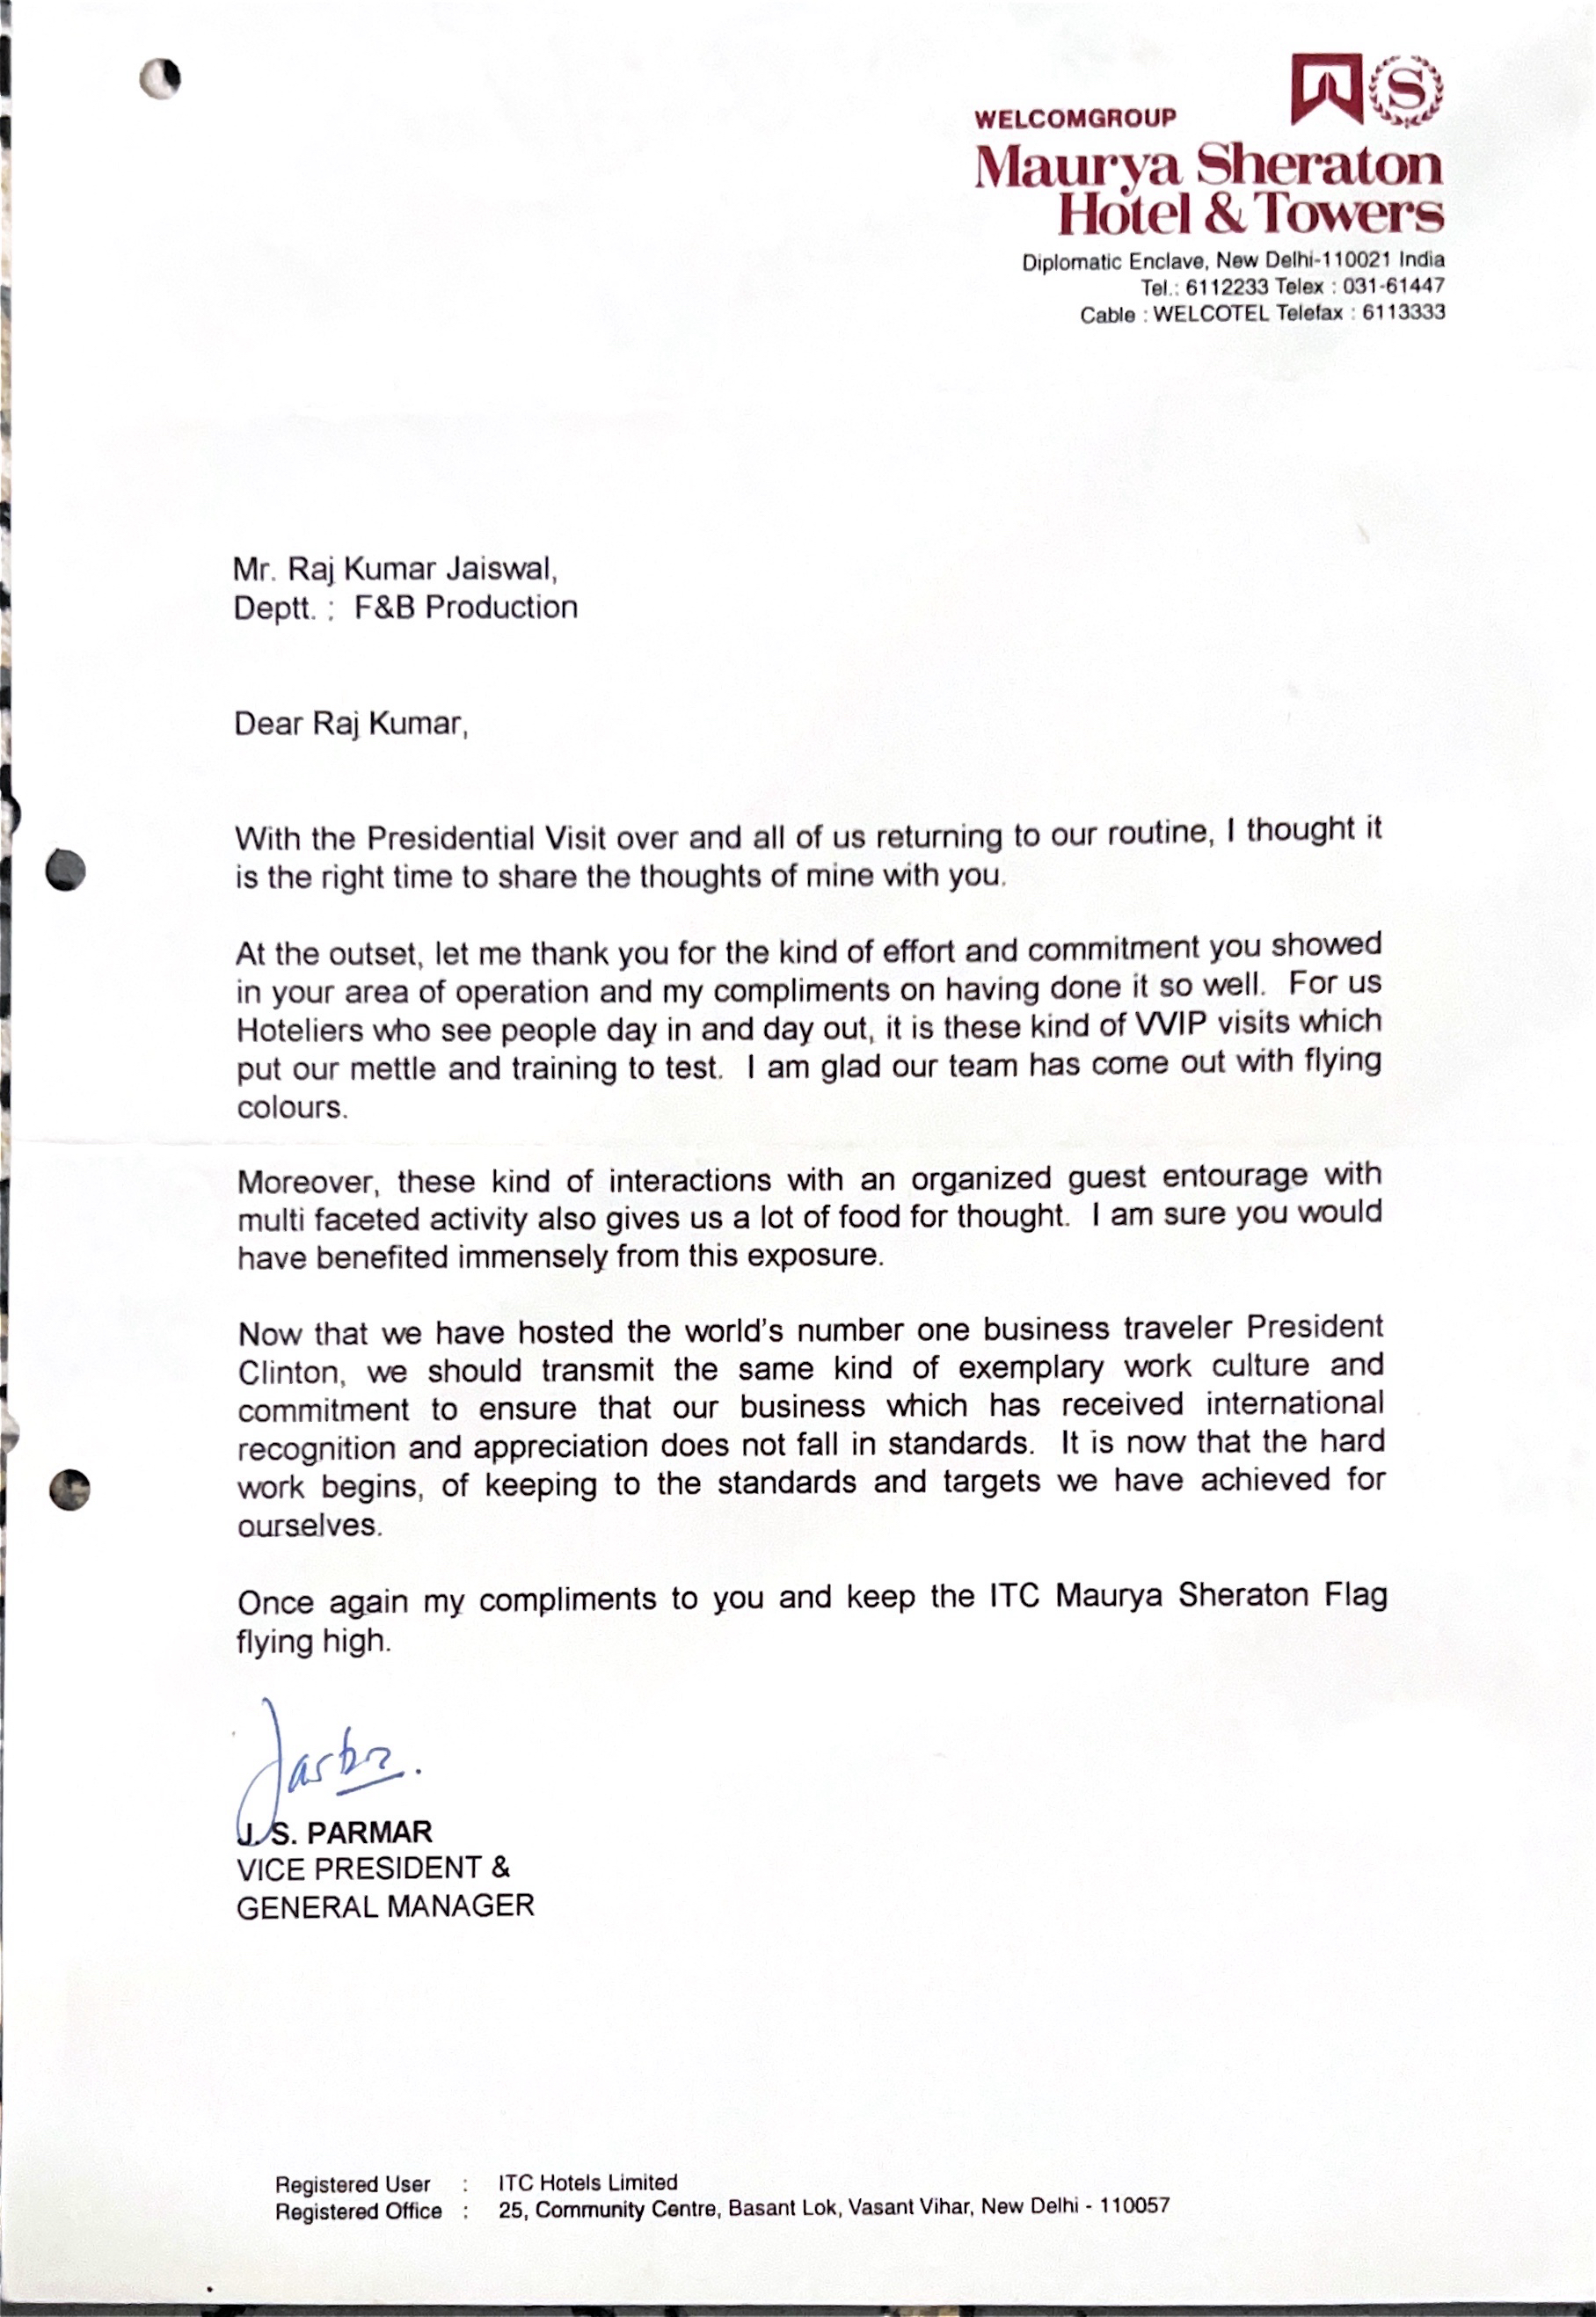 WELCOMGROUP
Maurya Sheraton
Hotel & Towers
Diplomatic Enclave, New Delhi-110021 India
Tel.: 6112233 Telex : 031-61447
Cable : WELCOTEL Telefax : 6113333
Mr. Raj Kumar Jaiswal,
Deptt. : F&B Production
Dear Raj Kumar,
With the Presidential Visit over and all of us returning to our routine, I thought it
is the right time to share the thoughts of mine with you.
At the outset, let me thank you for the kind of effort and commitment you showed
in your area of operation and my compliments on having done it so well. For us
Hoteliers who see people day in and day out, it is these kind of VVIP visits which
put our mettle and training to test. I am glad our team has come out with flying
colours.
Moreover, these kind of interactions with an organized guest entourage with
multi faceted activity also gives us a lot of food for thought. I am sure you would
have benefited immensely from this exposure.
Now that we have hosted the world's number one business traveler President
Clinton, we should transmit the same kind of exemplary work culture and
commitment to ensure that our business which has received international
recognition and appreciation does not fall in standards. It is now that the hard
work begins, of keeping to the standards and targets we have achieved for
ourselves.
Once again my compliments to you and keep the ITC Maurya Sheraton Flag
flying high.
J. S. PARMAR
VICE PRESIDENT &
GENERAL MANAGER
Registered User : ITC Hotels Limited
Registered Office : 25, Community Centre, Basant Lok, Vasant Vihar, New Delhi - 110057